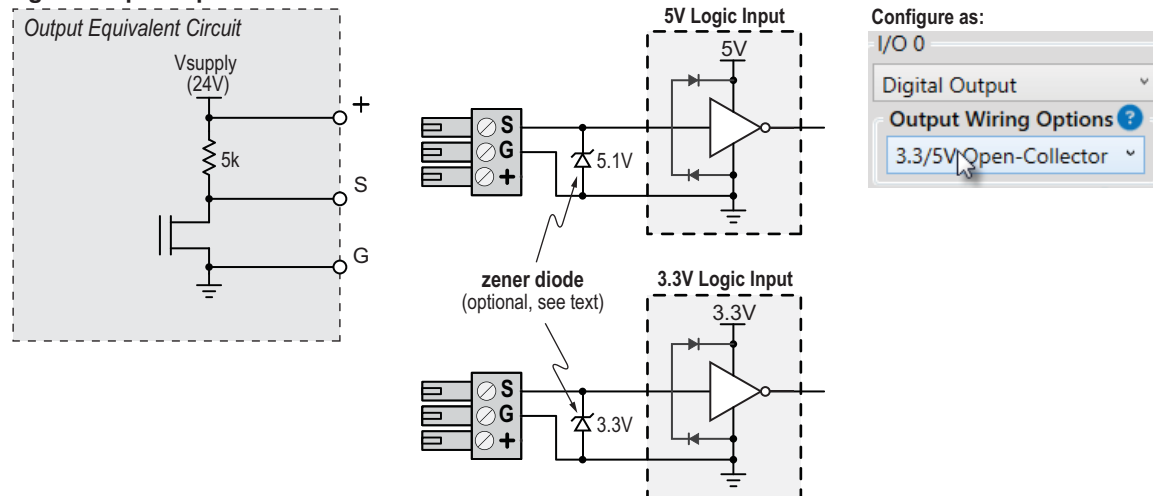 Output Equivalent Circuit
Vsupply
(24V)
+
5k
S
G
5V Logic Input
5V
S
G
+
5.1V
zener diode
(optional, see text)
3.3V Logic Input
3.3V
S
G
+
3.3V
Configure as:
I/O 0
Digital Output
Output Wiring Options ?
3.3/5V Open-Collector